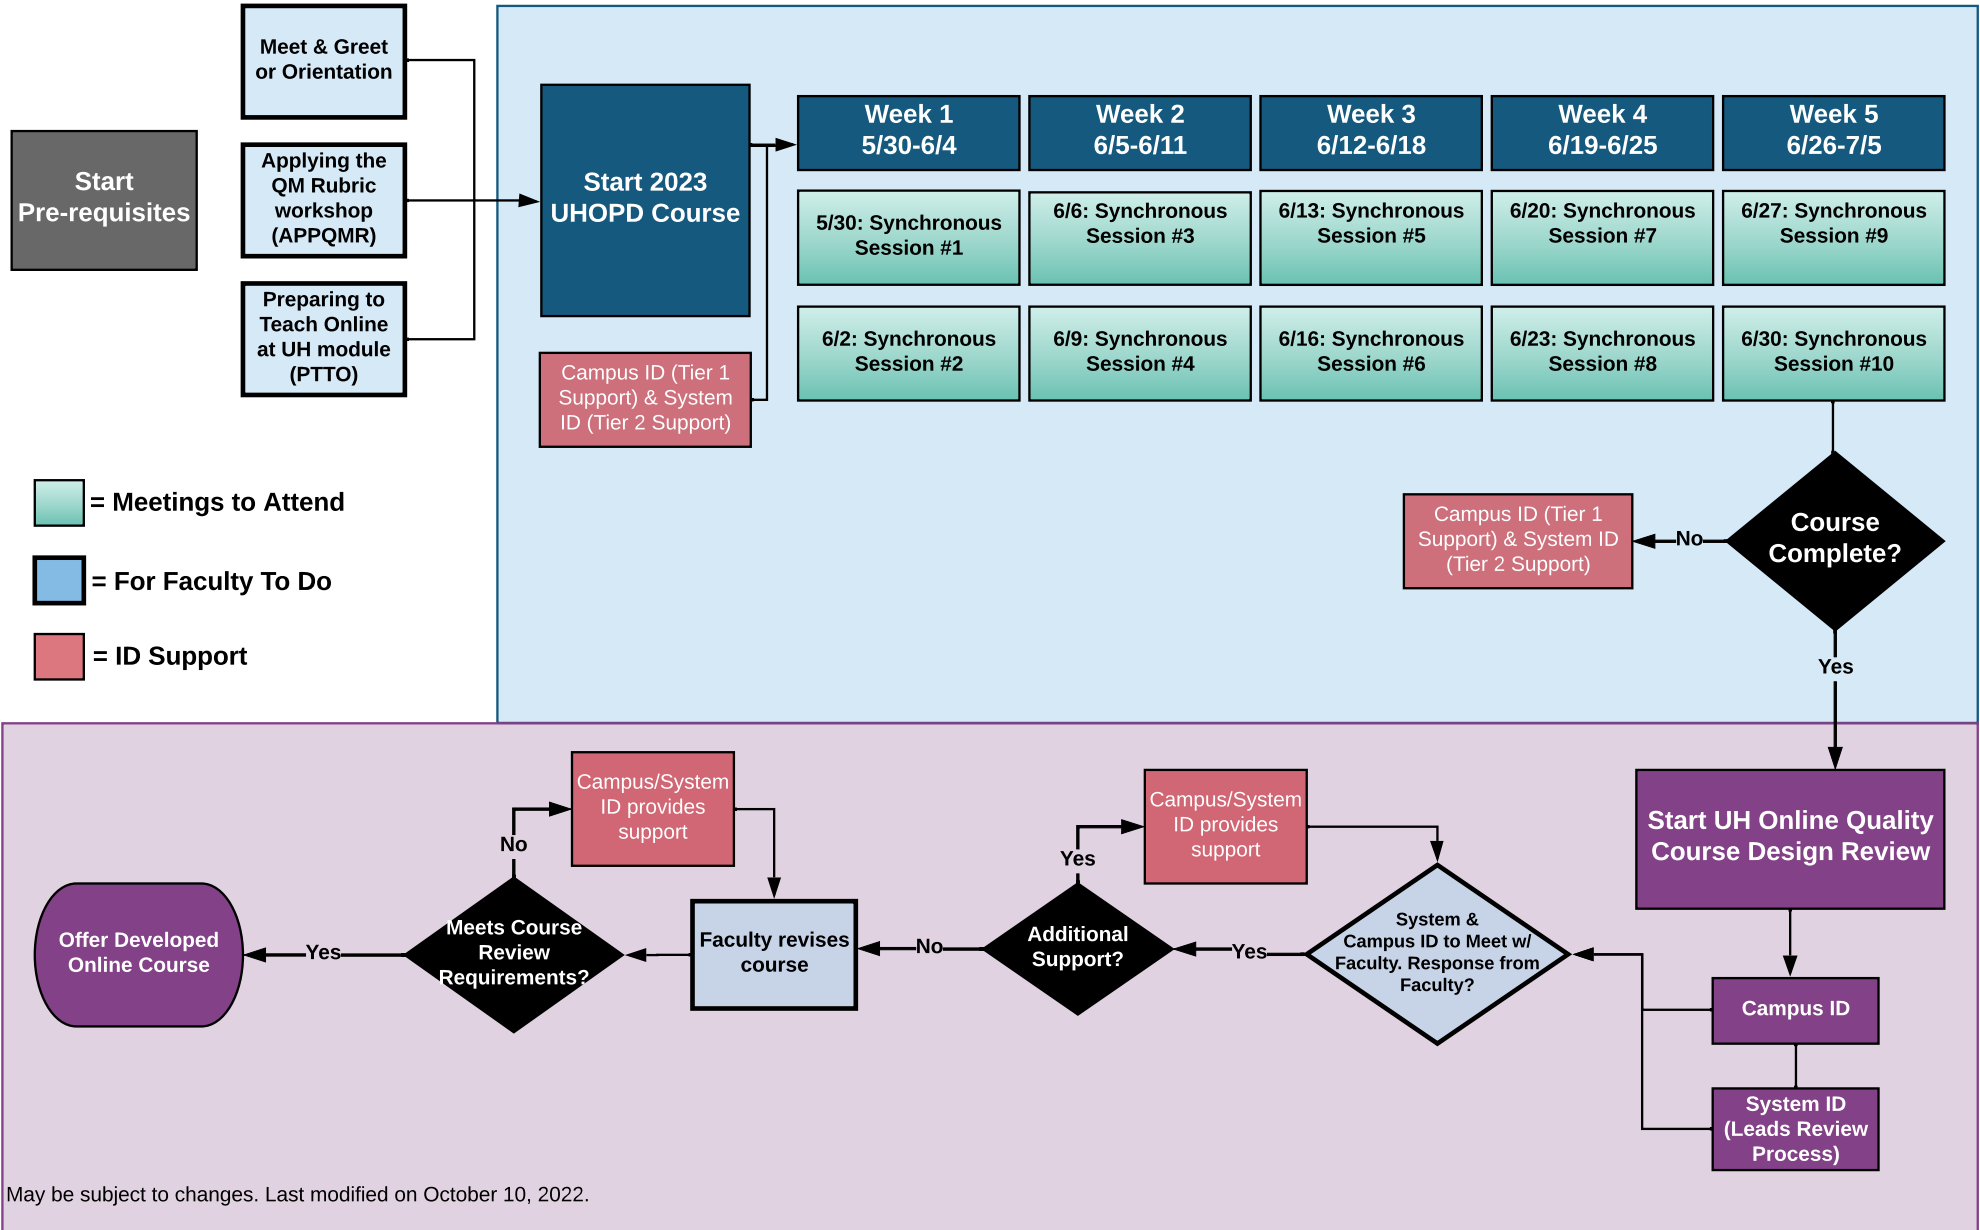 Start
Pre-requisites
Meet & Greet
or Orientation
Applying the
QM Rubric
workshop
(APPQMR)
Preparing to
Teach Online
at UH module
(PTTO)
Start 2023
UHOPD Course
Campus ID (Tier 1
Support) & System
ID (Tier 2 Support)
Week 1
5/30-6/4
Week 2
6/5-6/11
Week 3
6/12-6/18
Week 4
6/19-6/25
Week 5
6/26-7/5
5/30: Synchronous
Session #1
6/6: Synchronous
Session #3
6/13: Synchronous
Session #5
6/20: Synchronous
Session #7
6/27: Synchronous
Session #9
6/2: Synchronous
Session #2
6/9: Synchronous
Session #4
6/16: Synchronous
Session #6
6/23: Synchronous
Session #8
6/30: Synchronous
Session #10
= Meetings to Attend
= For Faculty To Do
= ID Support
Course
Complete?
No
Campus ID (Tier 1
Support) & System ID
(Tier 2 Support)
Yes
Start UH Online Quality
Course Design Review
Campus ID
System ID
(Leads Review
Process)
System &
Campus ID to Meet w/
Faculty. Response from
Faculty?
Yes
Additional
Support?
Yes
Campus/System
ID provides
support
No
Faculty revises
course
Meets Course
Review
Requirements?
No
Campus/System
ID provides
support
Yes
Offer Developed
Online Course
May be subject to changes. Last modified on October 10, 2022.